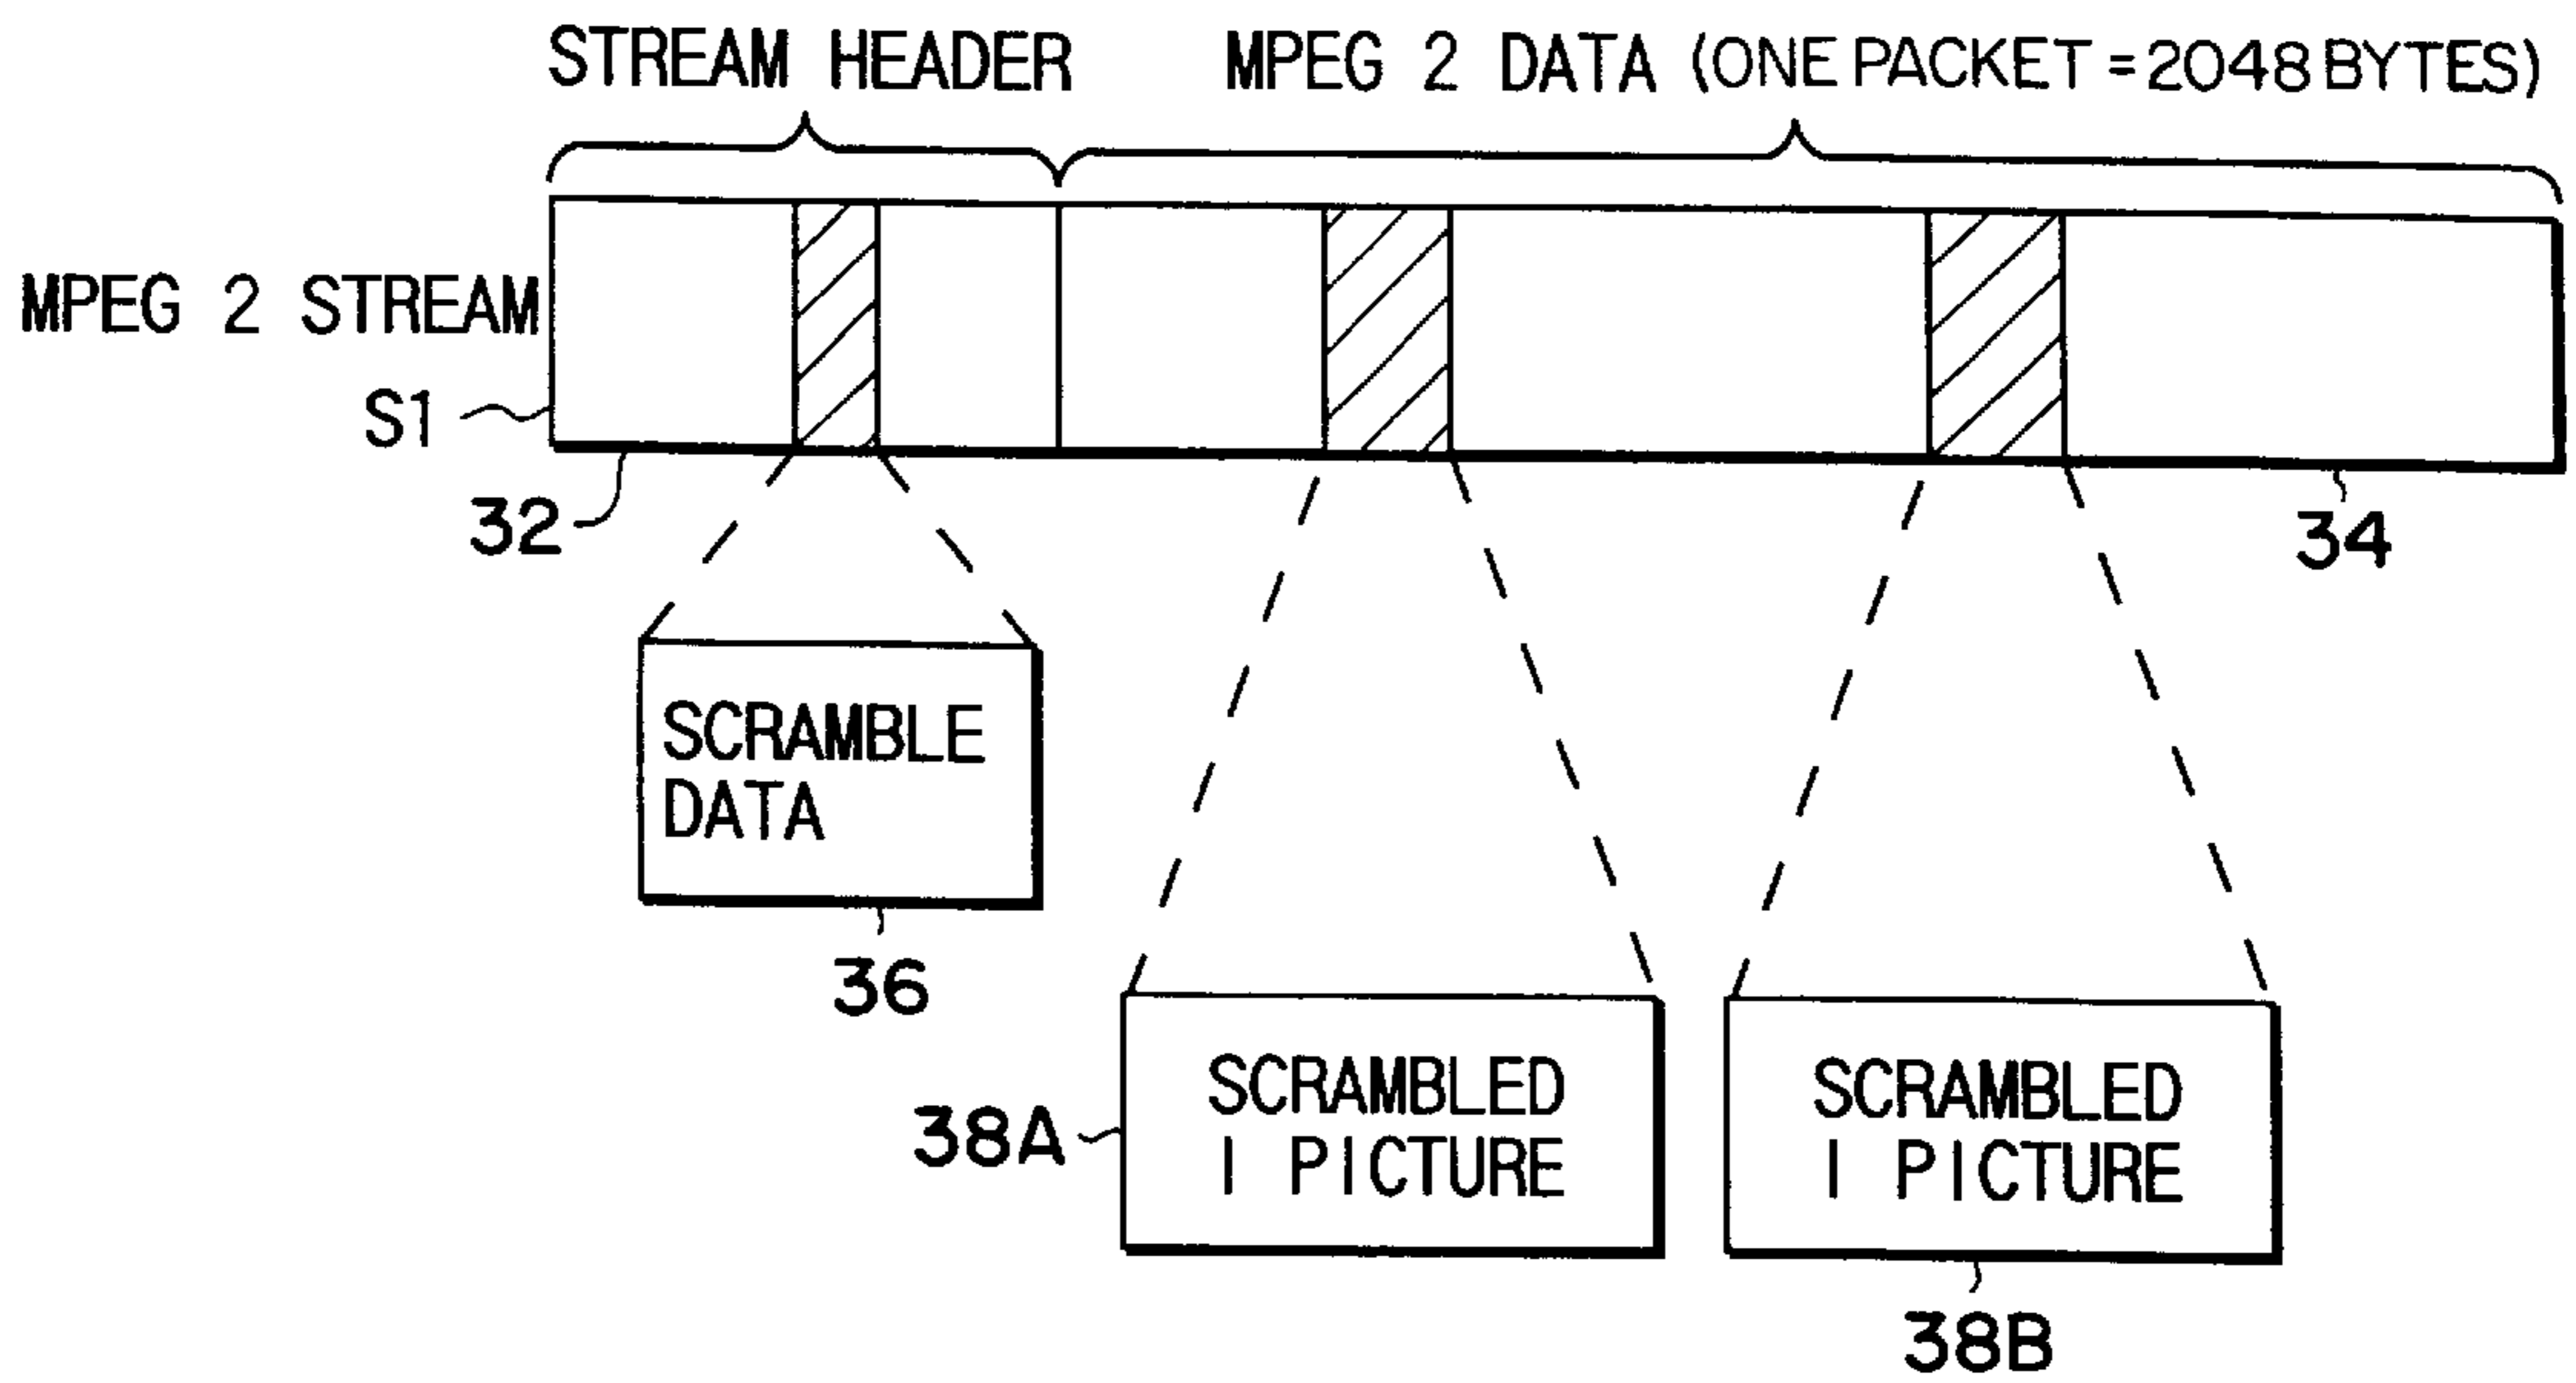 STREAM HEADER
MPEG 2 DATA (ONE PACKET = 2048 BYTES)
MPEG 2 STREAM
S1
32
34
SCRAMBLE
DATA
36
38A
SCRAMBLED
I PICTURE
SCRAMBLED
I PICTURE
38B